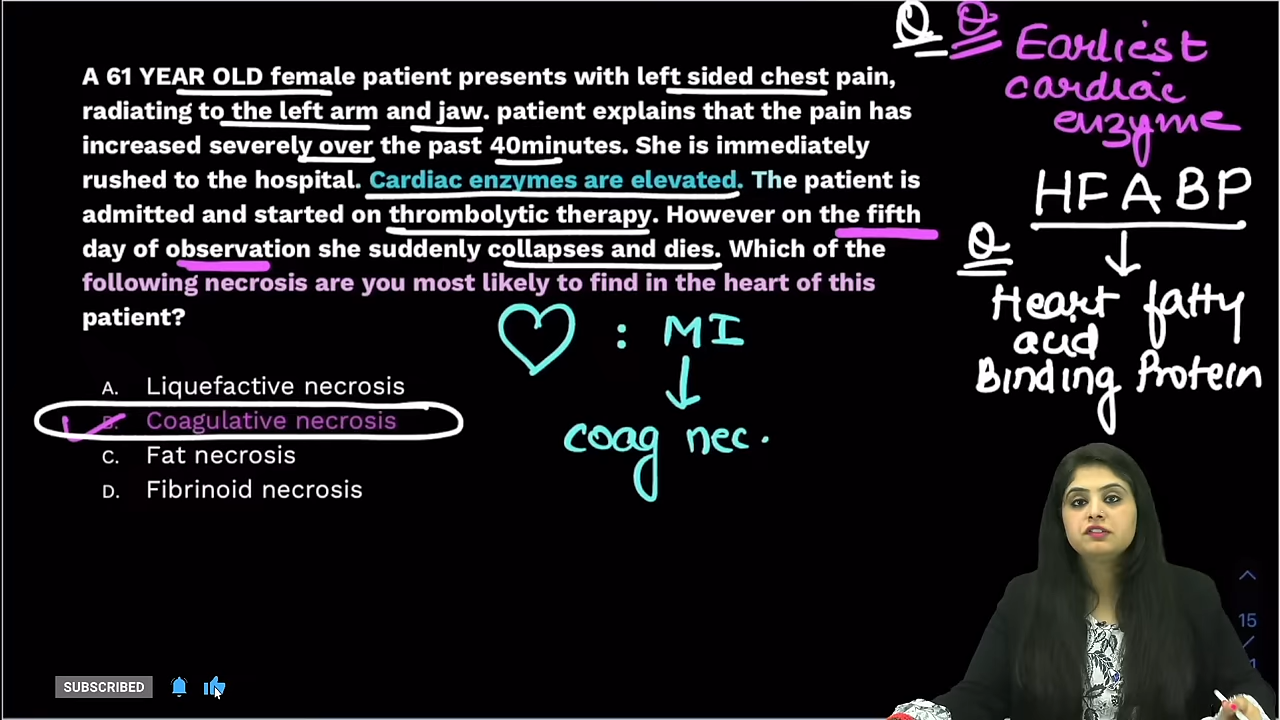 A 61 YEAR OLD female patient presents with left sided chest pain,
radiating to the left arm and jaw. patient explains that the pain has
increased severely over the past 40minutes. She is immediately
rushed to the hospital. Cardiac enzymes are elevated. The patient is
admitted and started on thrombolytic therapy. However on the fifth
day of observation she suddenly collapses and dies. Which of the
following necrosis are you most likely to find in the heart of this
patient?
A. Liquefactive necrosis
B. Coagulative necrosis
C. Fat necrosis
D. Fibrinoid necrosis
: MI
coag nec.
Q Q Earliest
cardiac
enzyme
HFABP
Q
Heart fatty
acid
Binding Protein
15
SUBSCRIBED